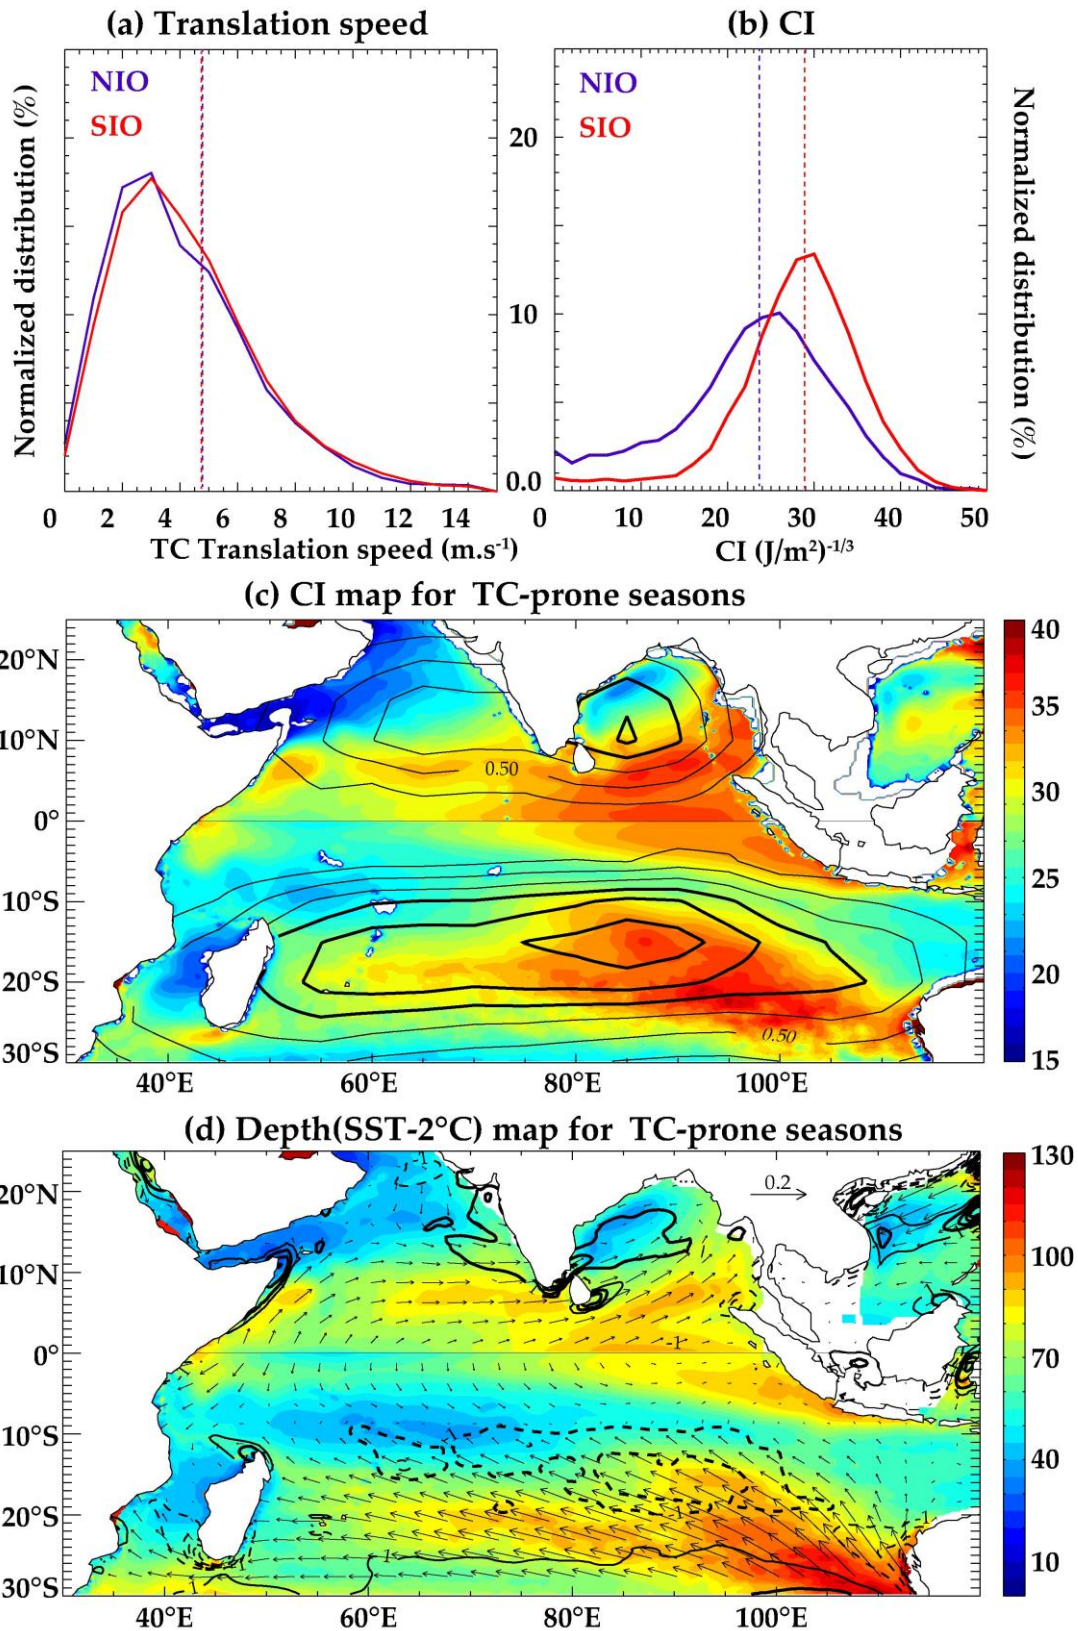 (a) Translation speed
(b) CI
NIO
SIO
NIO
SIO
Normalized distribution (%)
Normalized distribution (%)
20
10
0.0
0 2 4 6 8 10 12 14
0 10 20 30 40 50
TC Translation speed (m.s-1)
CI (J/m²)-1/3
(c) CI map for TC-prone seasons
20°N
10°N
0°
10°S
20°S
30°S
0.50
0.50
40
35
30
25
20
15
40°E 60°E 80°E 100°E
(d) Depth(SST-2°C) map for TC-prone seasons
20°N
10°N
0°
10°S
20°S
30°S
0.2
-1
1
130
100
70
40
10
40°E 60°E 80°E 100°E